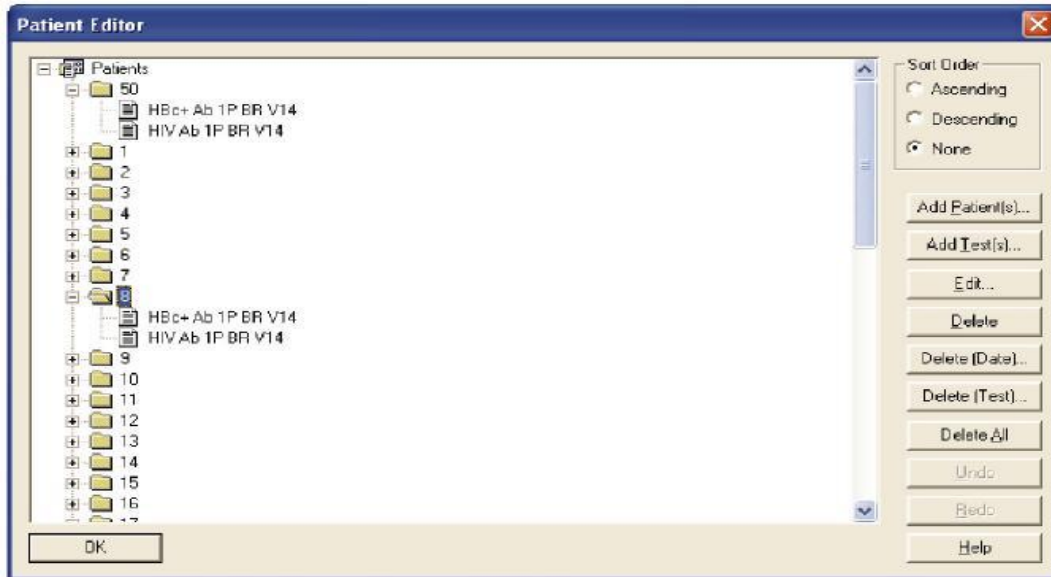 Patient Editor
Patients
50
HBc+ Ab 1P BR V14
HIV Ab 1P BR V14
1
2
3
4
5
6
7
8
HBc+ Ab 1P BR V14
HIV Ab 1P BR V14
9
10
11
12
13
14
15
16
17
OK
Sort Order
Ascending
Descending
None
Add Patient(s)...
Add Test(s)...
Edit...
Delete
Delete (Date)...
Delete (Test)...
Delete All
Undo
Redo
Help